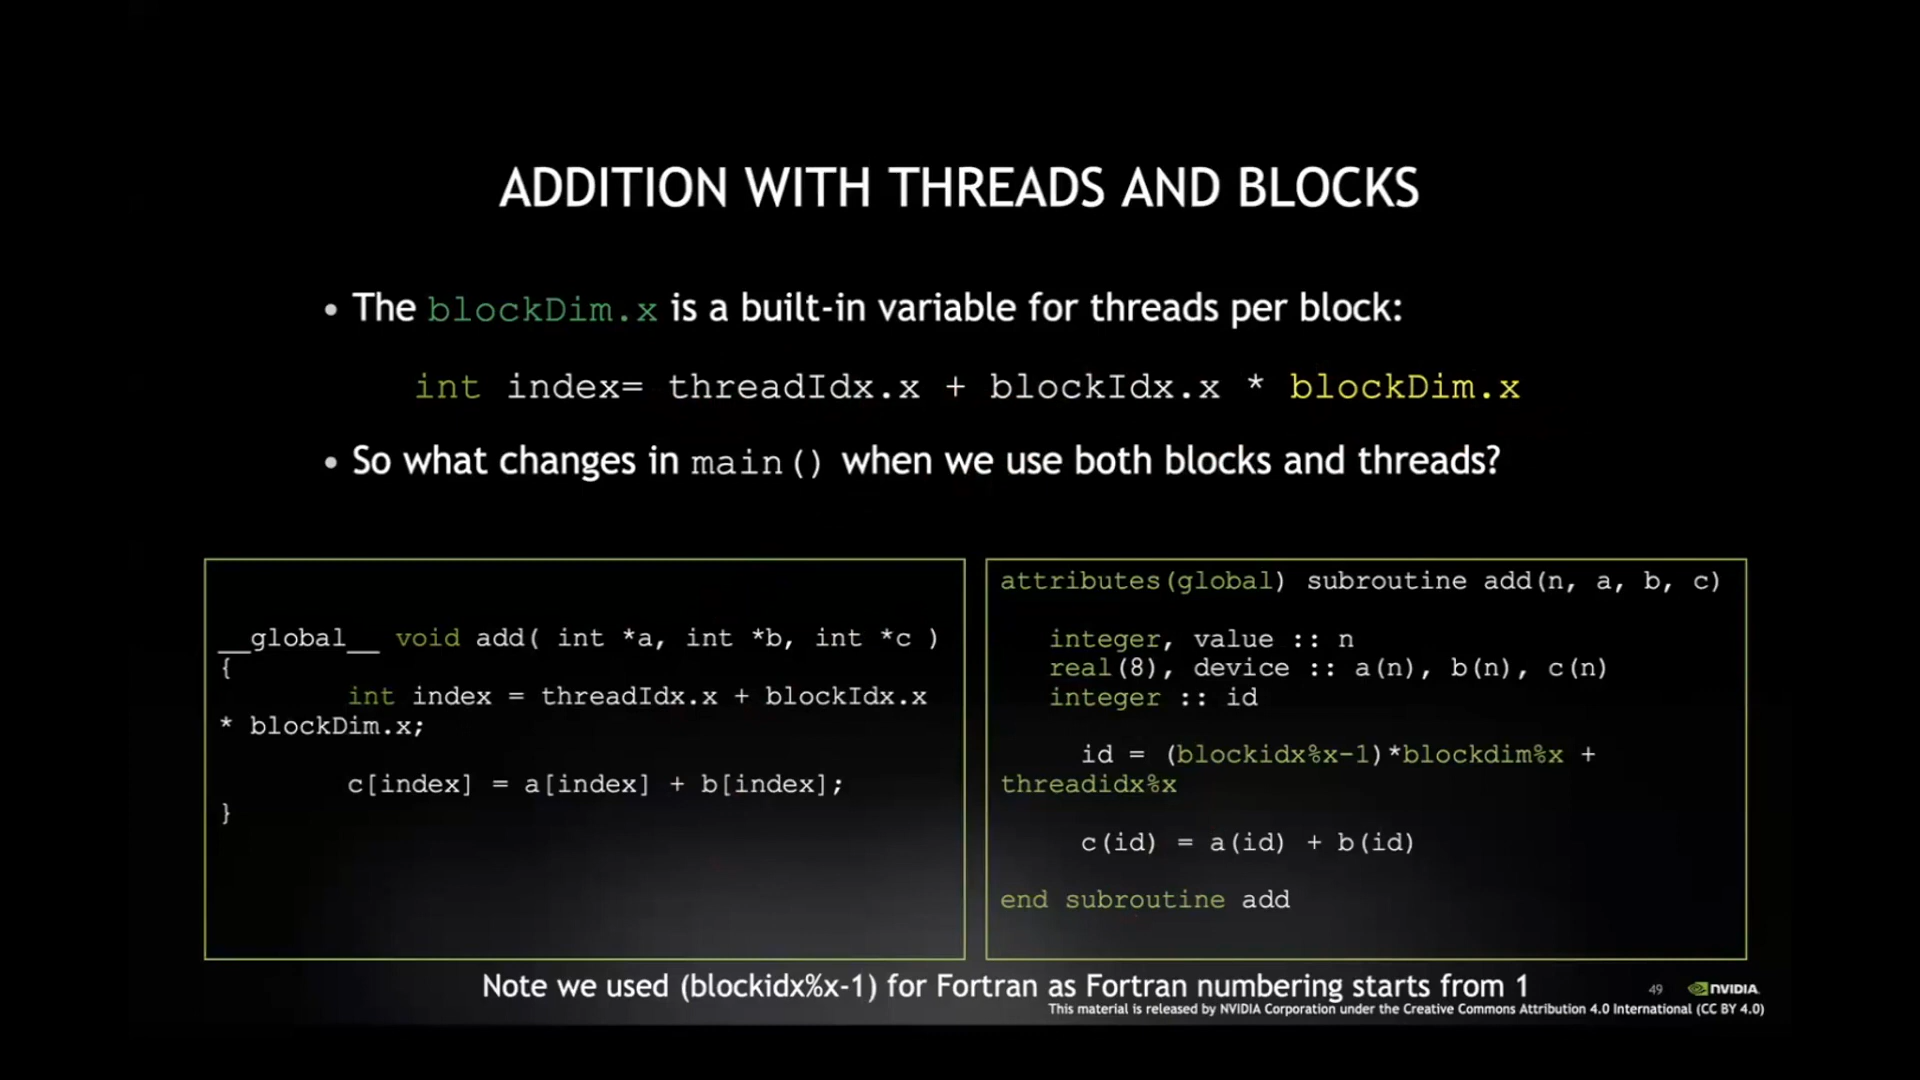 ADDITION WITH THREADS AND BLOCKS
• The blockDim.x is a built-in variable for threads per block:
int index= threadIdx.x + blockIdx.x * blockDim.x
• So what changes in main() when we use both blocks and threads?
__global__ void add( int *a, int *b, int *c )
{
int index = threadIdx.x + blockIdx.x
* blockDim.x;
c[index] = a[index] + b[index];
}
attributes(global) subroutine add(n, a, b, c)
integer, value :: n
real(8), device :: a(n), b(n), c(n)
integer :: id
id = (blockidx%x-1)*blockdim%x +
threadidx%x
c(id) = a(id) + b(id)
end subroutine add
Note we used (blockidx%x-1) for Fortran as Fortran numbering starts from 1
49 NVIDIA.
This material is released by NVIDIA Corporation under the Creative Commons Attribution 4.0 International (CC BY 4.0)